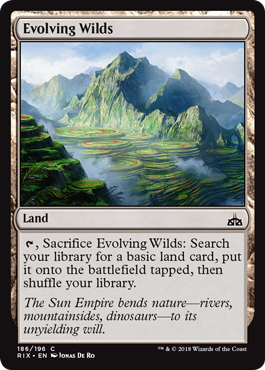 Evolving Wilds
Land
, Sacrifice Evolving Wilds: Search
your library for a basic land card, put
it onto the battlefield tapped, then
shuffle your library.
The Sun Empire bends nature—rivers,
mountainsides, dinosaurs—to its
unyielding will.
186/196 C
RIX • EN Jonas De Ro
™ & © 2018 Wizards of the Coast